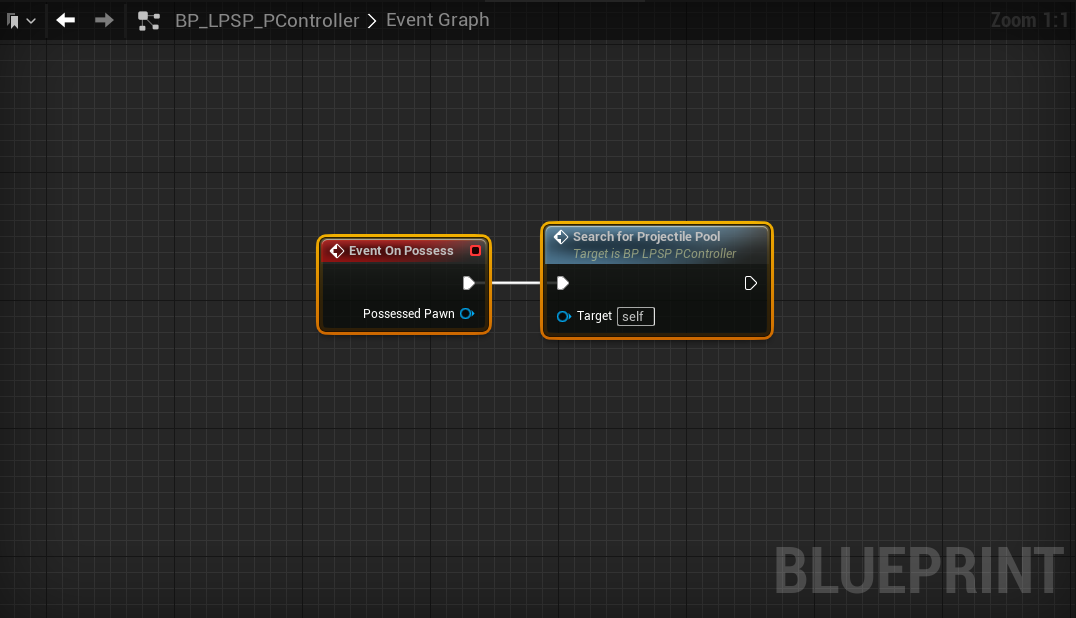 BP_LPSP_PController > Event Graph
Zoom 1:1
Event On Possess
Possessed Pawn
Search for Projectile Pool
Target is BP LPSP PController
Target self
BLUEPRINT